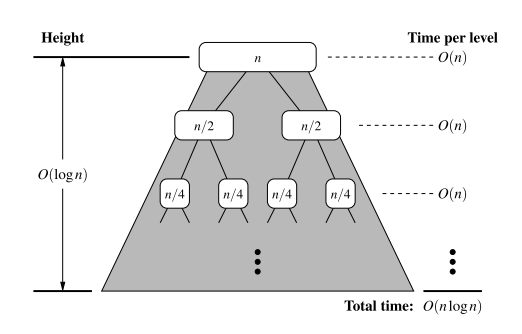 Height
Time per level
n
O(n)
n/2 n/2
O(n)
O(log n)
n/4 n/4 n/4 n/4
O(n)
Total time: O(n log n)